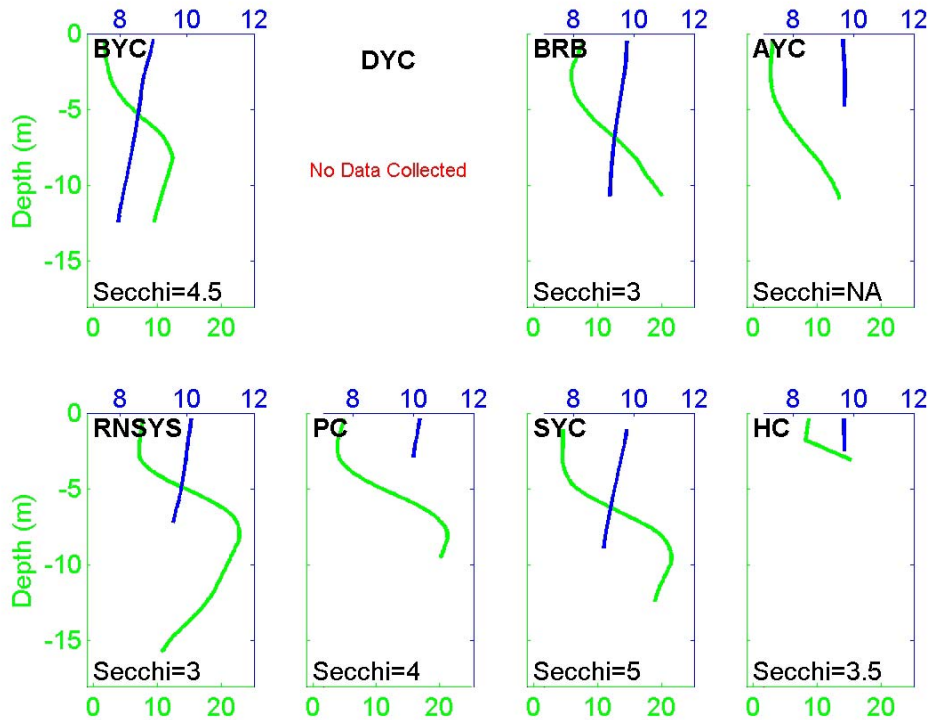 8 10 12
8 10 12
8 10 12
0
BYC
DYC
BRB
AYC
Depth (m)
-5
No Data Collected
-10
-15
Secchi=4.5
Secchi=3
Secchi=NA
0 10 20
0 10 20
0 10 20
8 10 12
8 10 12
8 10 12
8 10 12
0
RNSYS
PC
SYC
HC
Depth (m)
-5
-10
-15
Secchi=3
Secchi=4
Secchi=5
Secchi=3.5
0 10 20
0 10 20
0 10 20
0 10 20